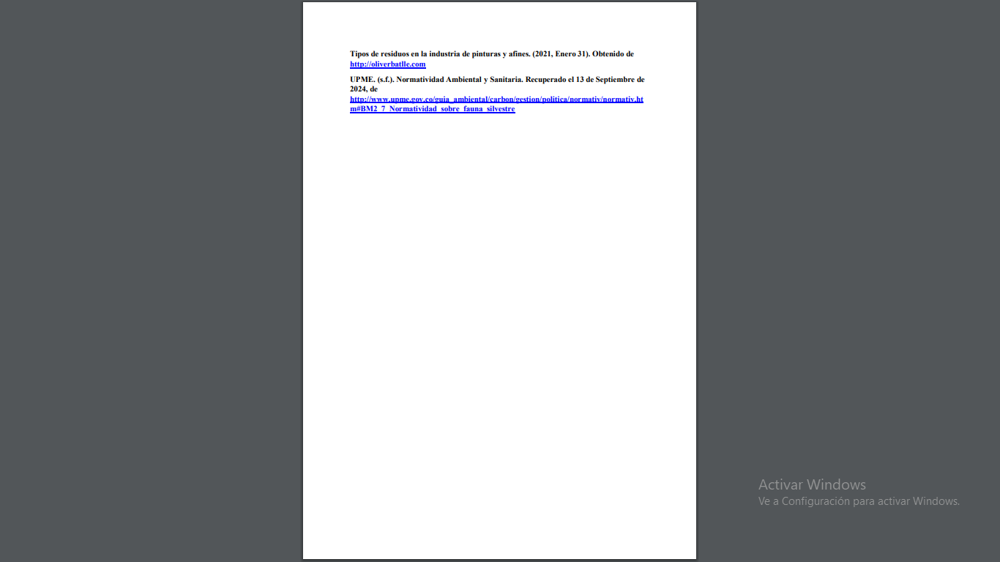 Tipos de residuos en la industria de pinturas y afines. (2021, Enero 31). Obtenido de
http://oliverbatlle.com
UPME. (s.f.). Normatividad Ambiental y Sanitaria. Recuperado el 13 de Septiembre de
2024, de
http://www.upme.gov.co/guia_ambiental/carbon/gestion/politica/normativ/normativ.ht
m#BM2_7_Normatividad_sobre_fauna_silvestre
Activar Windows
Ve a Configuración para activar Windows.